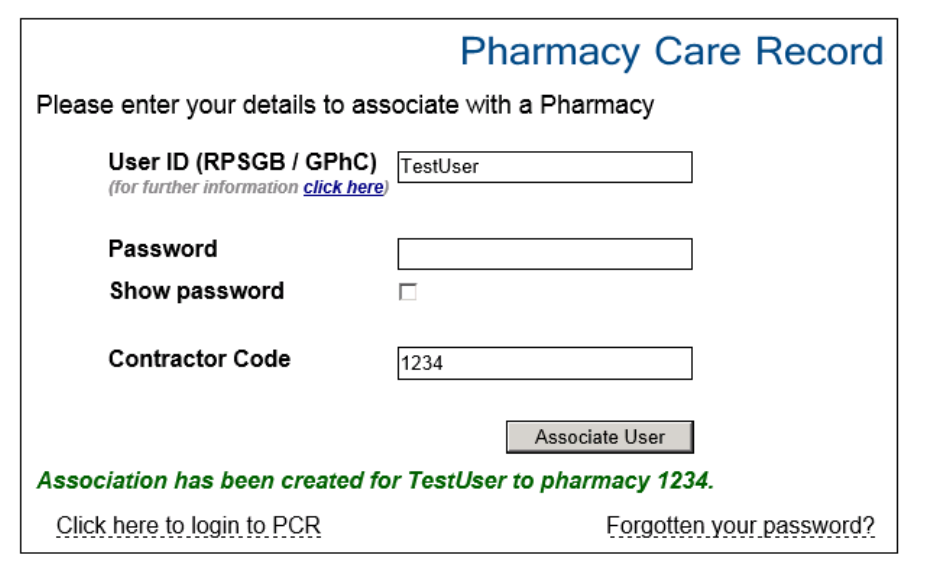 Pharmacy Care Record
Please enter your details to associate with a Pharmacy
User ID (RPSGB / GPhC) TestUser
(for further information click here)
Password
Show password
Contractor Code 1234
Associate User
Association has been created for TestUser to pharmacy 1234.
Click here to login to PCR Forgotten your password?